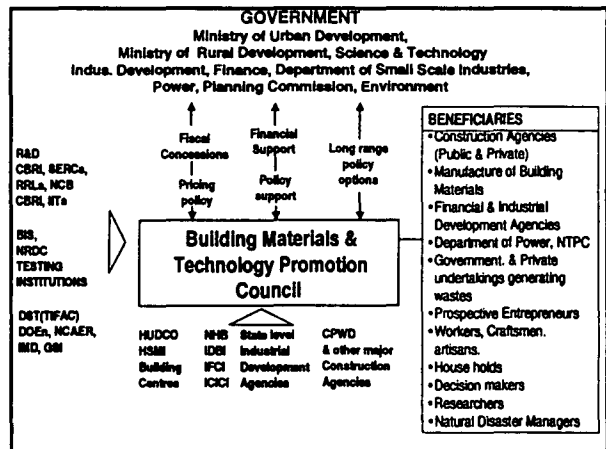 GOVERNMENT
Ministry of Urban Development,
Ministry of Rural Development, Science & Technology
Indus. Development, Finance, Department of Small Scale Industries,
Power, Planning Commission, Environment
Fiscal
Concessions
Pricing
policy
Financial
Support
Policy
support
Long range
policy
options
R&D
CBRI, SERCs,
RRLs, NCB
CBRI, IITs
BIS,
NRDC
TESTING
INSTITUTIONS
DST(TIFAC)
DOEn, NCAER,
IMD, GSI
Building Materials &
Technology Promotion
Council
HUDCO
HSMI
Building
Centres
NHB
IDBI
IFCI
ICICI
State level
Industrial
Development
Agencies
CPWD
& other major
Construction
Agencies
BENEFICIARIES
• Construction Agencies
(Public & Private)
• Manufacture of Building
Materials
• Financial & Industrial
Development Agencies
• Department of Power, NTPC
• Government. & Private
undertakings generating
wastes
• Prospective Entrepreneurs
• Workers, Craftsmen.
artisans.
• House holds
• Decision makers
• Researchers
• Natural Disaster Managers